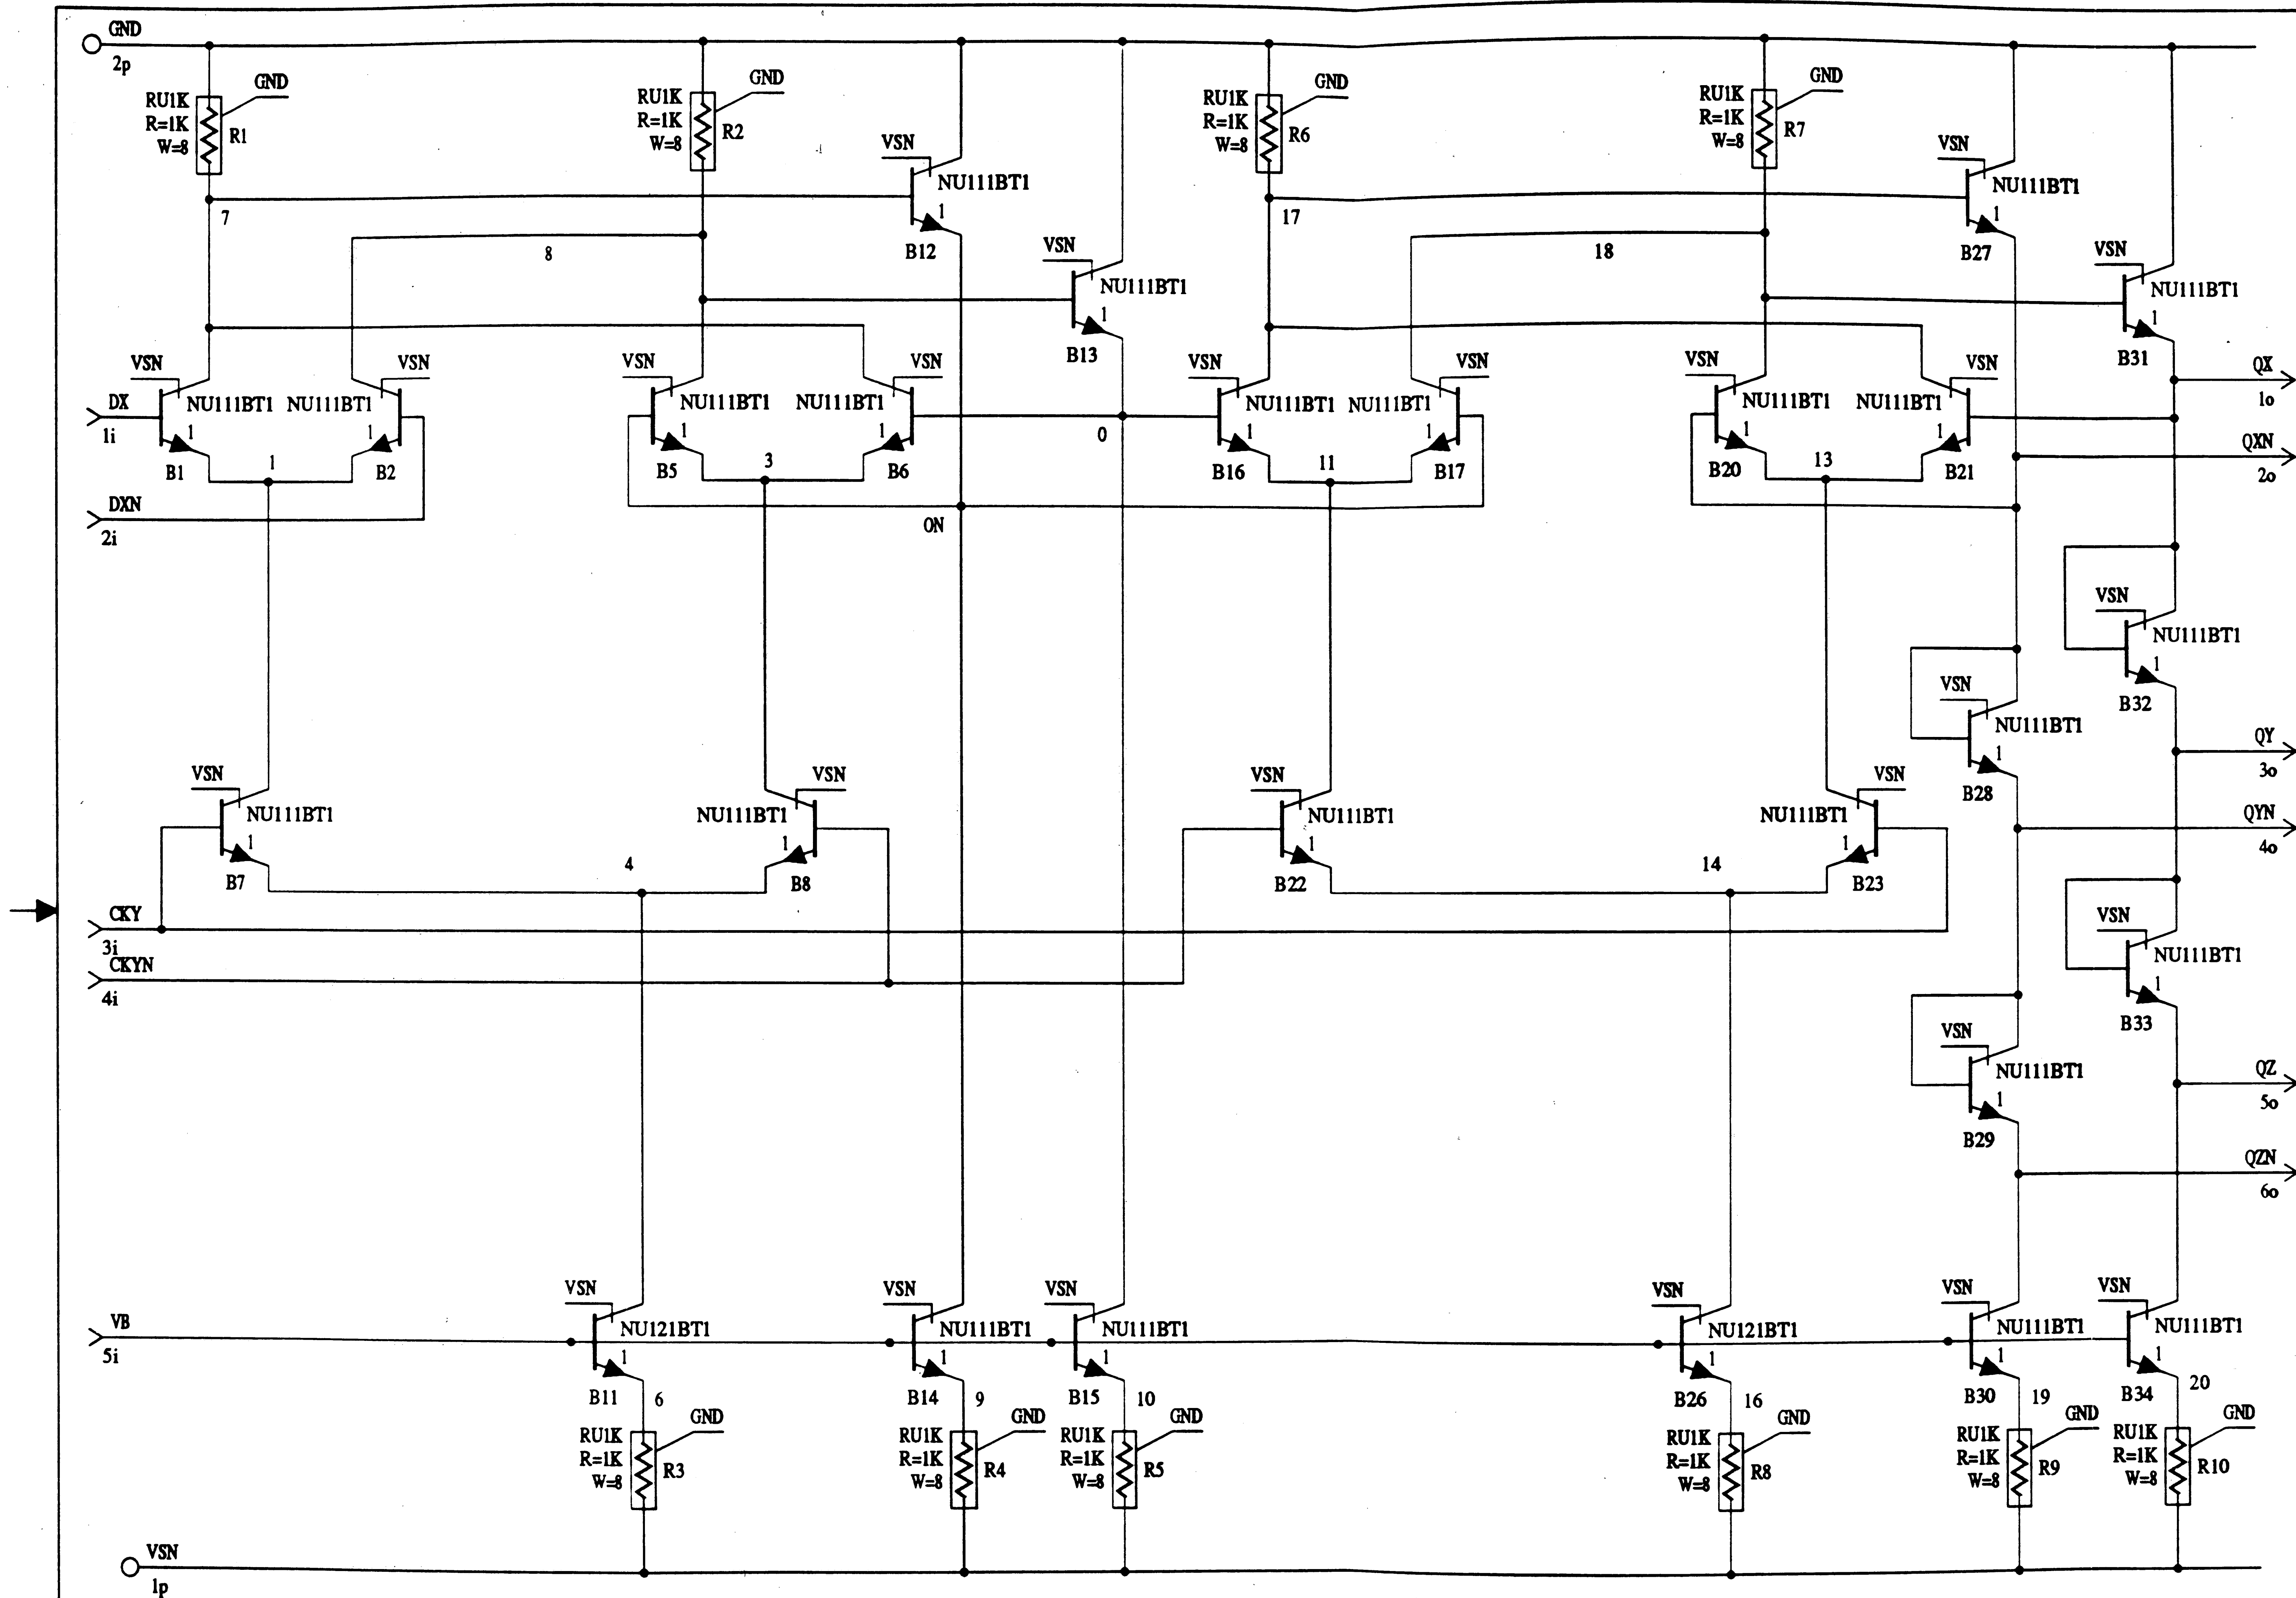 GND
2p
RU1K
R=1K
W=8
GND
R1
RU1K
R=1K
W=8
GND
R2
RU1K
R=1K
W=8
GND
R6
RU1K
R=1K
W=8
GND
R7
VSN
NU111BT1
1
B12
VSN
NU111BT1
1
B27
7
8
17
18
VSN
NU111BT1
1
B13
VSN
NU111BT1
1
B31
DX
1i
VSN
NU111BT1
1
B1
1
VSN
NU111BT1
1
B2
VSN
NU111BT1
1
B5
3
VSN
NU111BT1
1
B6
0
VSN
NU111BT1
1
B16
11
VSN
NU111BT1
1
B17
VSN
NU111BT1
1
B20
13
VSN
NU111BT1
1
B21
QX
1o
QXN
2o
DXN
2i
ON
VSN
NU111BT1
1
B32
VSN
NU111BT1
1
B28
QY
3o
QYN
4o
VSN
NU111BT1
1
B7
4
VSN
NU111BT1
1
B8
VSN
NU111BT1
1
B22
14
VSN
NU111BT1
1
B23
CKY
3i
CKYN
4i
VSN
NU111BT1
1
B33
VSN
NU111BT1
1
B29
QZ
5o
QZN
6o
VB
5i
VSN
NU121BT1
1
B11
6
VSN
NU111BT1
1
B14
9
VSN
NU111BT1
1
B15
10
VSN
NU121BT1
1
B26
16
VSN
NU111BT1
1
B30
19
VSN
NU111BT1
1
B34
20
RU1K
R=1K
W=8
GND
R3
RU1K
R=1K
W=8
GND
R4
RU1K
R=1K
W=8
GND
R5
RU1K
R=1K
W=8
GND
R8
RU1K
R=1K
W=8
GND
R9
RU1K
R=1K
W=8
GND
R10
VSN
1p